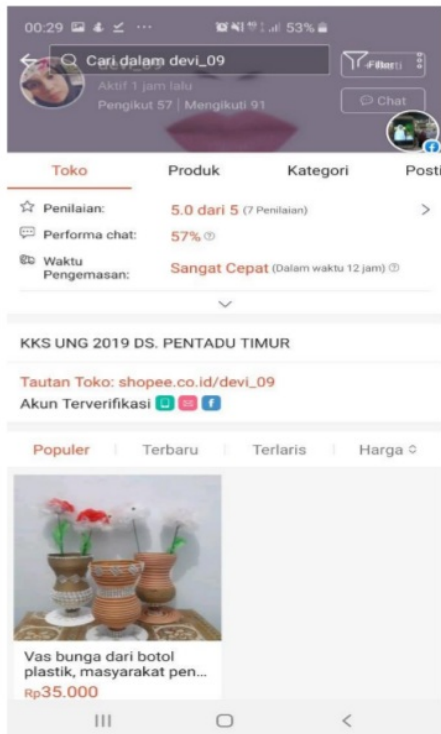 00:29
53%
Cari dalam devi_09
Filter
Aktif 1 jam lalu
Pengikut 57 | Mengikuti 91
Chat
Toko Produk Kategori Posti
Penilaian: 5.0 dari 5 (7 Penilaian)
Performa chat: 57%
Waktu Pengemasan: Sangat Cepat (Dalam waktu 12 jam)
KKS UNG 2019 DS. PENTADU TIMUR
Tautan Toko: shopee.co.id/devi_09
Akun Terverifikasi
Populer Terbaru Terlaris Harga
Vas bunga dari botol
plastik, masyarakat pen...
Rp35.000